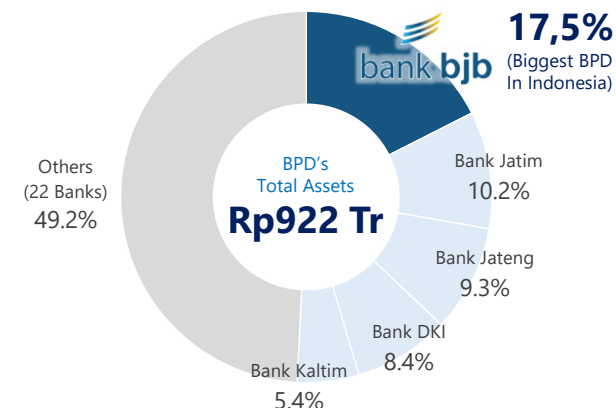 bank bjb
17,5%
(Biggest BPD
In Indonesia)
Bank Jatim
10.2%
Bank Jateng
9.3%
Bank DKI
8.4%
Bank Kaltim
5.4%
Others
(22 Banks)
49.2%
BPD's
Total Assets
Rp922 Tr